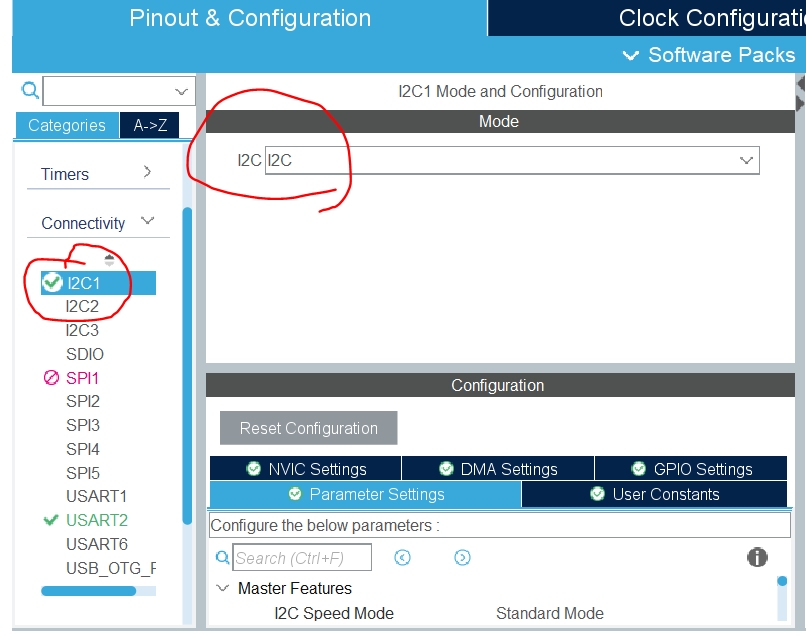 Pinout & Configuration
Clock Configurati
Software Packs
I2C1 Mode and Configuration
Categories
A->Z
Mode
I2C
I2C
Timers
Connectivity
I2C1
I2C2
I2C3
SDIO
SPI1
SPI2
SPI3
SPI4
SPI5
USART1
USART2
USART6
USB_OTG_F
Configuration
Reset Configuration
NVIC Settings
DMA Settings
GPIO Settings
Parameter Settings
User Constants
Configure the below parameters :
Search (Ctrl+F)
Master Features
I2C Speed Mode
Standard Mode